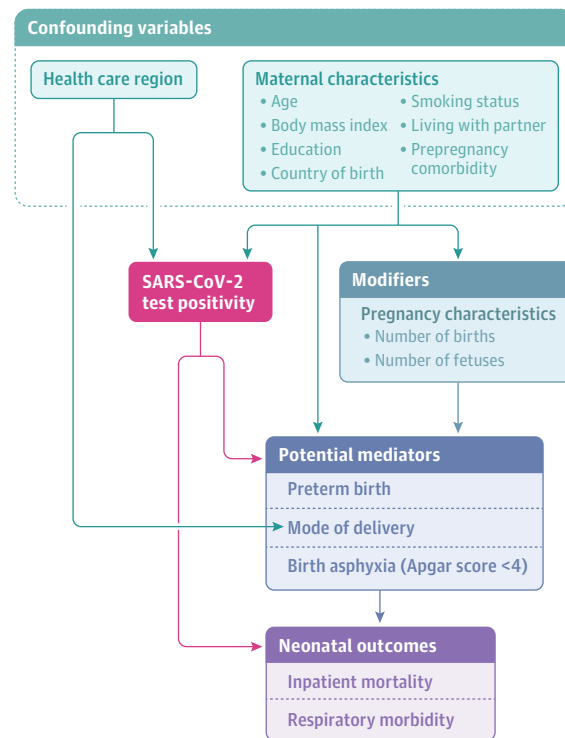 Confounding variables
Health care region
Maternal characteristics
• Age
• Body mass index
• Education
• Country of birth
• Smoking status
• Living with partner
• Prepregnancy
comorbidity
SARS-CoV-2
test positivity
Modifiers
Pregnancy characteristics
• Number of births
• Number of fetuses
Potential mediators
Preterm birth
Mode of delivery
Birth asphyxia (Apgar score <4)
Neonatal outcomes
Inpatient mortality
Respiratory morbidity